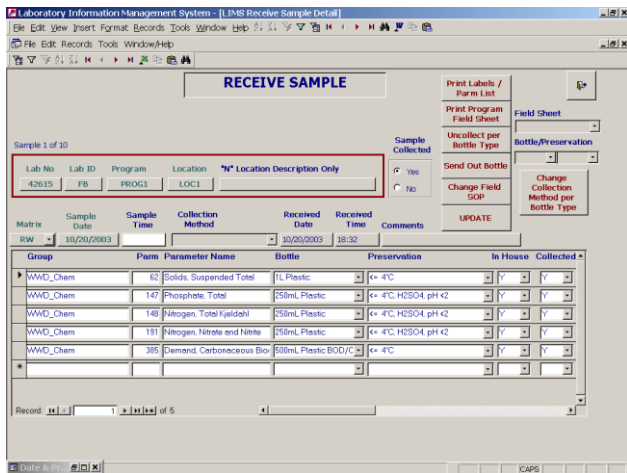 Laboratory Information Management System - [LIMS Receive Sample Detail]
File Edit View Insert Format Records Tools Window Help
File Edit Records Tools Window/Help
RECEIVE SAMPLE
Print Labels / Parm List
Print Program Field Sheet
Field Sheet
Sample 1 of 10
Sample Collected
Uncollect per Bottle Type
Bottle/Preservation
Lab No Lab ID Program Location "N" Location Description Only
42615 FB PROG1 LOC1
Yes
No
Send Out Bottle
Change Field SOP
Change Collection Method per Bottle Type
UPDATE
Matrix Sample Date Sample Time Collection Method Received Date Received Time Comments
RW 10/20/2003 10/20/2003 18:32
Group Parm Parameter Name Bottle Preservation In House Collected
WWD_Chem 62 Solids, Suspended Total 1L Plastic <= 4°C Y Y
WWD_Chem 147 Phosphate, Total 250mL Plastic <= 4°C, H2SO4, pH <2 Y Y
WWD_Chem 148 Nitrogen, Total Kjeldahl 250mL Plastic <= 4°C, H2SO4, pH <2 Y Y
WWD_Chem 191 Nitrogen, Nitrate and Nitrite 250mL Plastic <= 4°C, H2SO4, pH <2 Y Y
WWD_Chem 385 Demand, Carbonaceous Bio 500mL Plastic BOD/C <= 4°C Y Y
Record: 1 of 5
Date & Pr...
CAPS